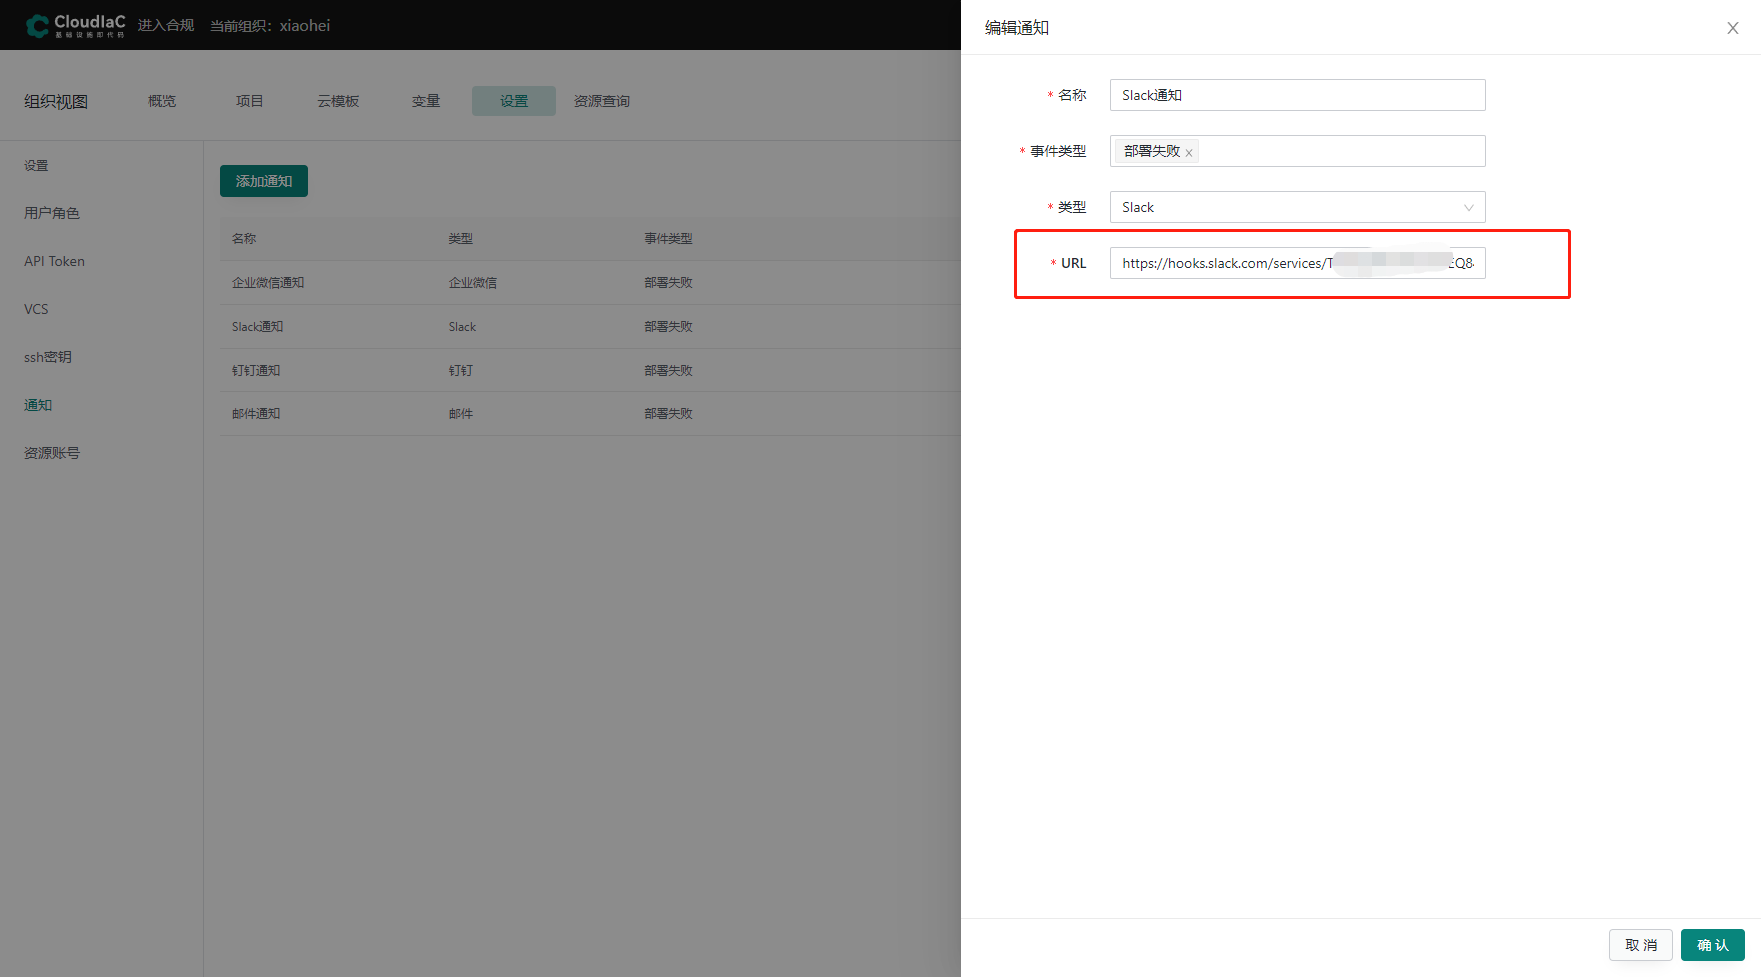 CloudIaC
基础设施即代码
进入合规 当前组织：xiaohei
组织视图 概览 项目 云模板 变量 设置 资源查询
设置
用户角色
API Token
VCS
ssh密钥
通知
资源账号
添加通知
名称 类型 事件类型
企业微信通知 企业微信 部署失败
Slack通知 Slack 部署失败
钉钉通知 钉钉 部署失败
邮件通知 邮件 部署失败
编辑通知
* 名称 Slack通知
* 事件类型 部署失败
* 类型 Slack
* URL https://hooks.slack.com/services/T
取 消 确 认